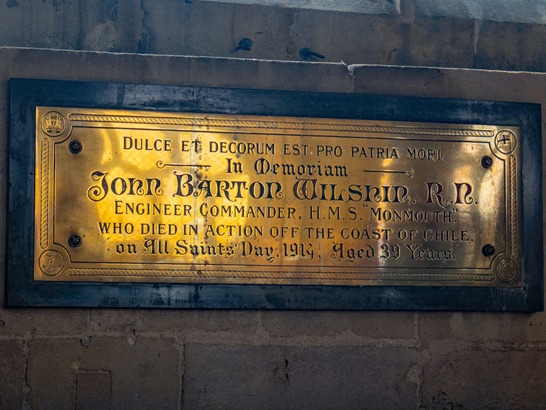 DULCE ET DECORUM EST. PRO PATRIA MORI.
In Memoriam
JOHN BARTON WILSHIN. R.N.
ENGINEER COMMANDER, H.M.S. "MONMOUTH",
WHO DIED IN ACTION OFF THE COAST OF CHILE,
on All Saints' Day, 1914, Aged 39 Years.